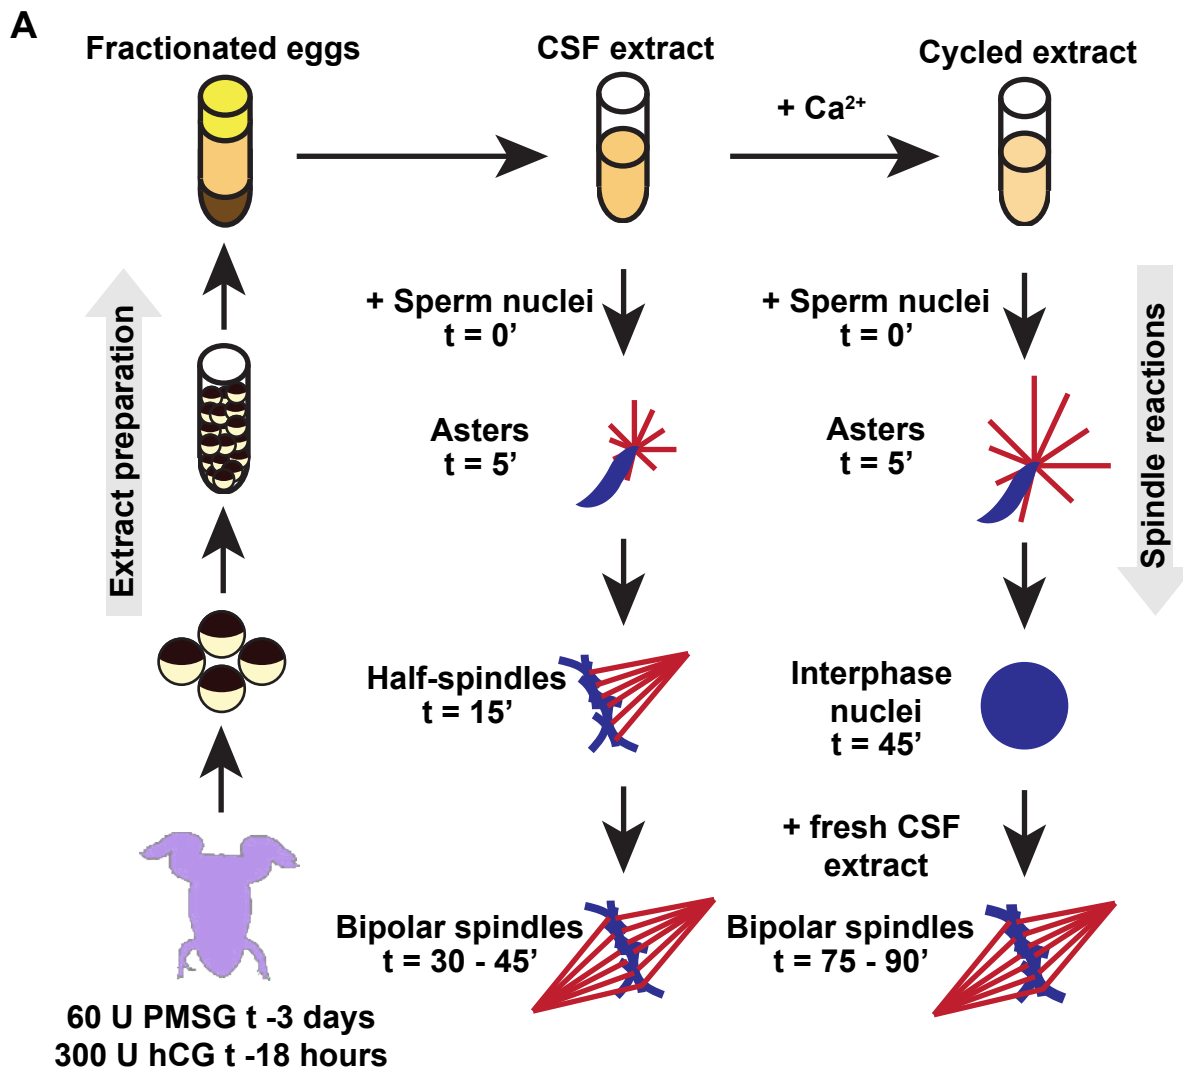 A
Fractionated eggs
CSF extract
Cycled extract
+ Ca²⁺
Extract preparation
+ Sperm nuclei
t = 0’
+ Sperm nuclei
t = 0’
Spindle reactions
Asters
t = 5’
Asters
t = 5’
Half-spindles
t = 15’
Interphase
nuclei
t = 45’
+ fresh CSF
extract
Bipolar spindles
t = 30 - 45’
Bipolar spindles
t = 75 - 90’
60 U PMSG t -3 days
300 U hCG t -18 hours